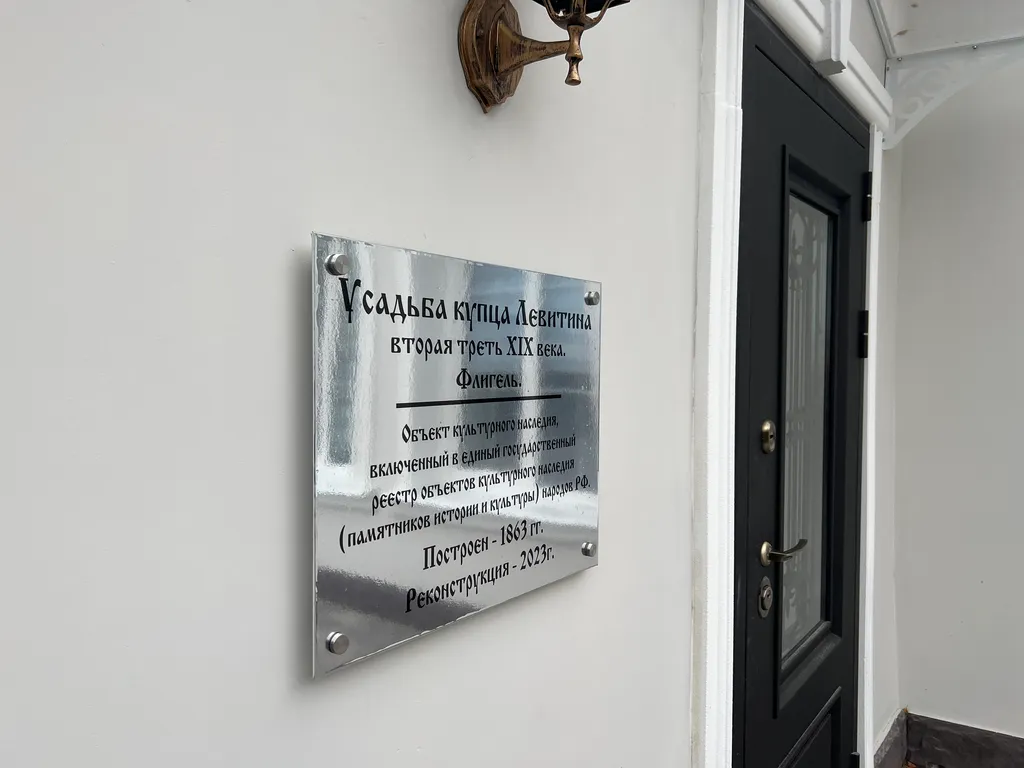 Усадьба купца Левитина
вторая треть XIX века.
Флигель.
Объект культурного наследия,
включенный в единый государственный
реестр объектов культурного наследия
(памятников истории и культуры) народов РФ.
Построен - 1863 гг.
Реконструкция - 2023г.